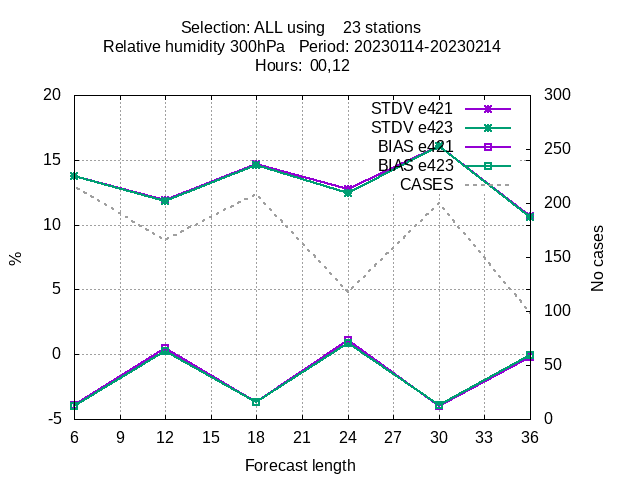 Selection: ALL using    23 stations
Relative humidity 300hPa   Period: 20230114-20230214
Hours:  00,12
STDV e421
STDV e423
BIAS e421
BIAS e423
CASES
20
15
10
5
0
-5
%
300
250
200
150
100
50
0
No cases
6 9 12 15 18 21 24 27 30 33 36
Forecast length